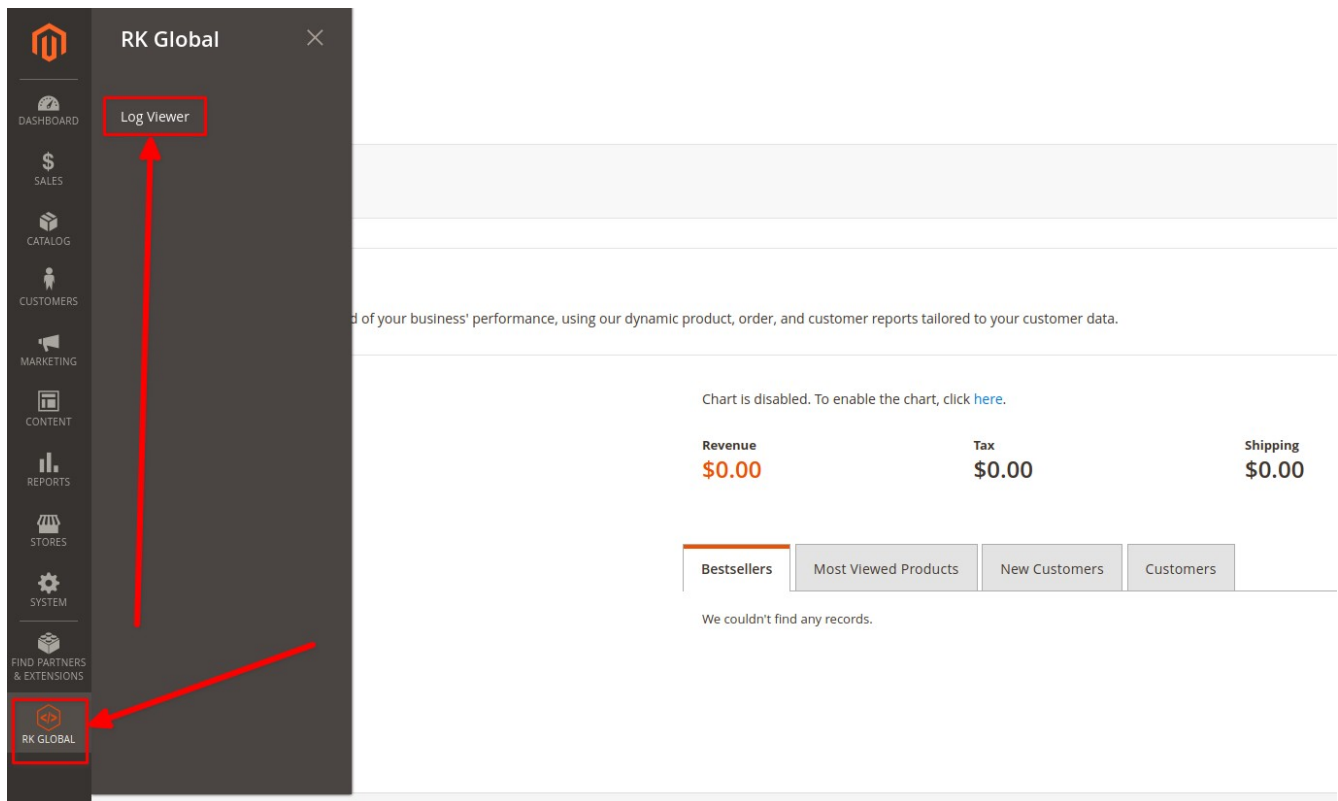 RK Global
Log Viewer
DASHBOARD
SALES
CATALOG
CUSTOMERS
MARKETING
CONTENT
REPORTS
STORES
SYSTEM
FIND PARTNERS
& EXTENSIONS
RK GLOBAL
of your business' performance, using our dynamic product, order, and customer reports tailored to your customer data.
Chart is disabled. To enable the chart, click here.
Revenue Tax Shipping
$0.00 $0.00 $0.00
Bestsellers Most Viewed Products New Customers Customers
We couldn't find any records.